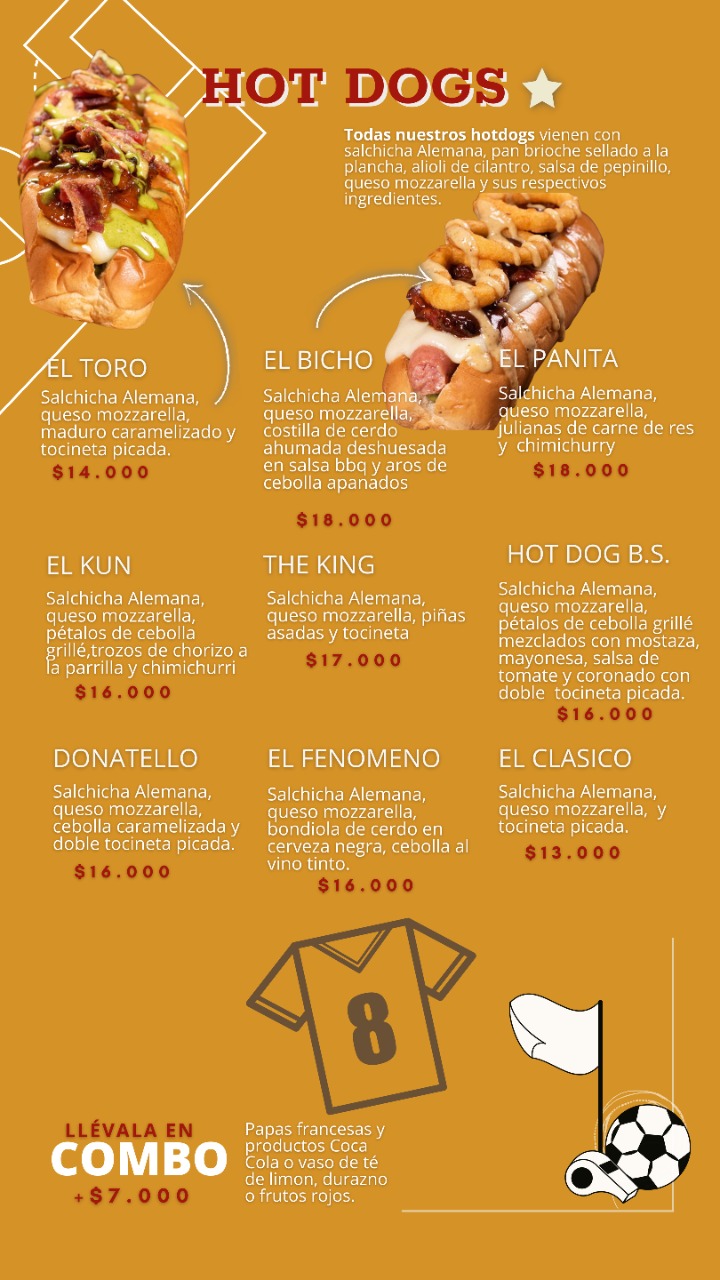 HOT DOGS
Todas nuestros hotdogs vienen con
salchicha Alemana, pan brioche sellado a la
plancha, alioli de cilantro, salsa de pepinillo,
queso mozzarella y sus respectivos
ingredientes.
EL TORO
Salchicha Alemana,
queso mozzarella,
maduro caramelizado y
tocineta picada.
$14.000
EL BICHO
Salchicha Alemana,
queso mozzarella,
costilla de cerdo
ahumada deshuesada
en salsa bbq y aros de
cebolla apanados
$18.000
EL PANITA
Salchicha Alemana,
queso mozzarella,
julianas de carne de res
y chimichurry
$18.000
EL KUN
Salchicha Alemana,
queso mozzarella,
pétalos de cebolla
grillé,trozos de chorizo a
la parrilla y chimichurri
$16.000
THE KING
Salchicha Alemana,
queso mozzarella, piñas
asadas y tocineta
$17.000
HOT DOG B.S.
Salchicha Alemana,
queso mozzarella,
pétalos de cebolla grillé
mezclados con mostaza,
mayonesa, salsa de
tomate y coronado con
doble tocineta picada.
$16.000
DONATELLO
Salchicha Alemana,
queso mozzarella,
cebolla caramelizada y
doble tocineta picada.
$16.000
EL FENOMENO
Salchicha Alemana,
queso mozzarella,
bondiola de cerdo en
cerveza negra, cebolla al
vino tinto.
$16.000
EL CLASICO
Salchicha Alemana,
queso mozzarella, y
tocineta picada.
$13.000
8
LLÉVALA EN
COMBO
+$7.000
Papas francesas y
productos Coca
Cola o vaso de té
de limon, durazno
o frutos rojos.